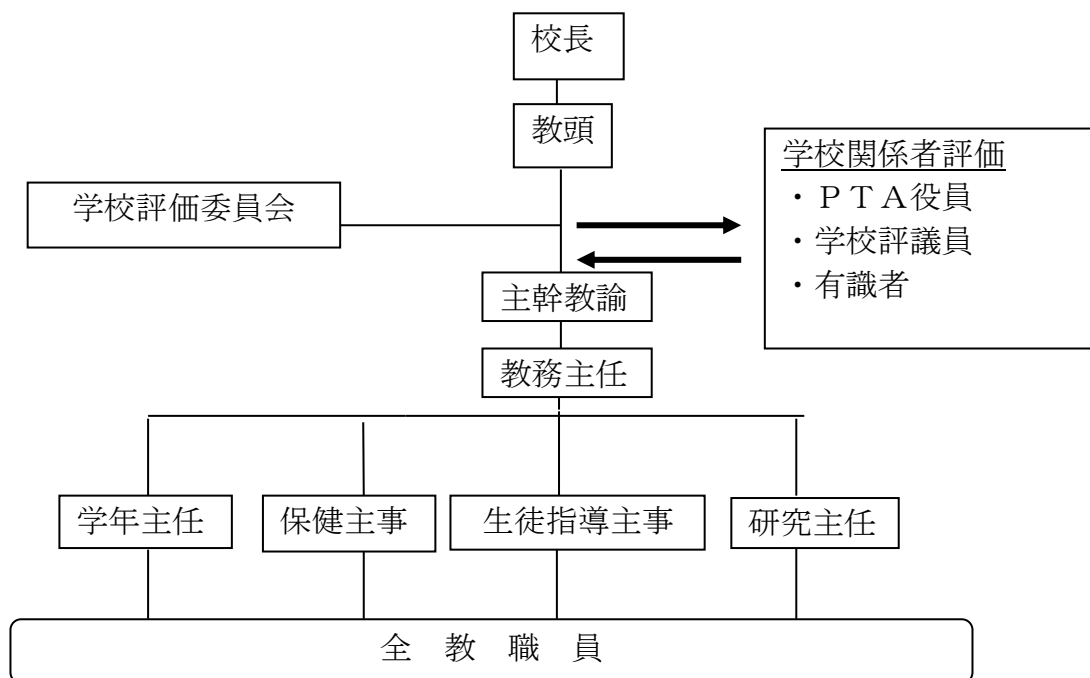 校長
教頭
学校評価委員会
学校関係者評価
・ＰＴＡ役員
・学校評議員
・有識者
主幹教諭
教務主任
学年主任
保健主事
生徒指導主事
研究主任
全　教　職　員